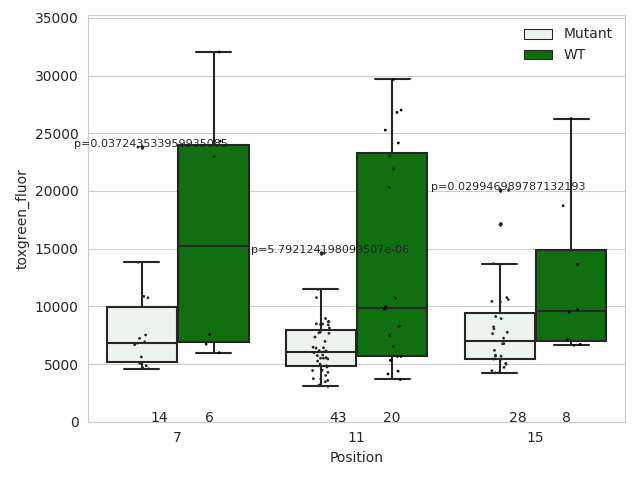 35000
Mutant
WT
30000
25000
p=0.037243533959935085
20000
p=0.029946989787132193
15000
p=5.792124198099507e-06
10000
5000
0
14 6 43 20 28 8
7 11 15
Position
toxgreen_fluor